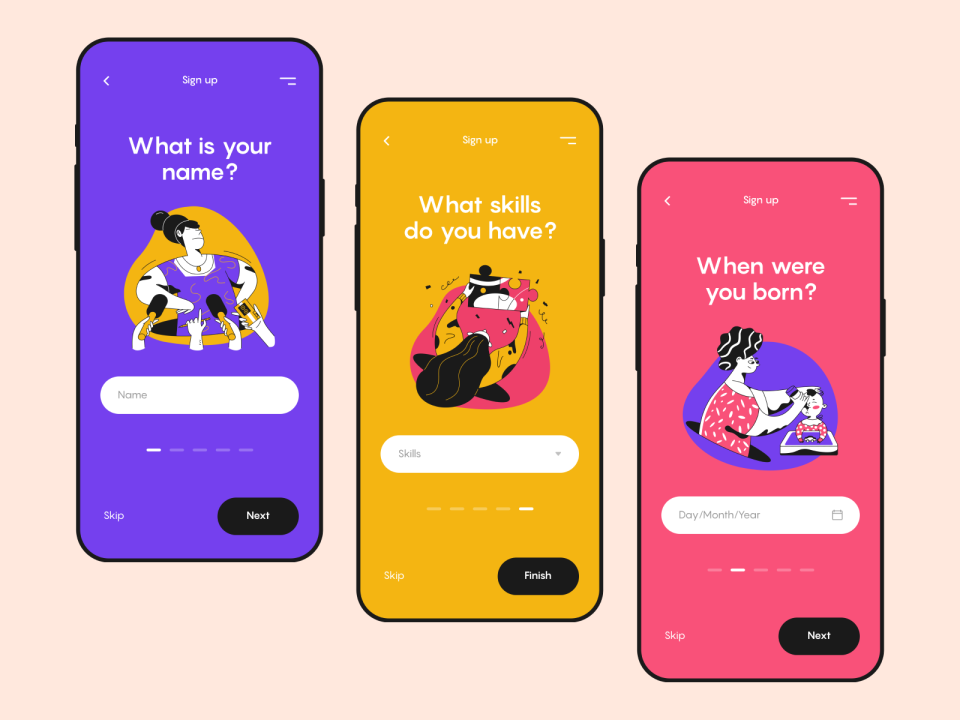 Sign up
What is your
name?
Name
Skip
Next
Sign up
What skills
do you have?
Skills
Skip
Finish
Sign up
When were
you born?
Day/Month/Year
Skip
Next